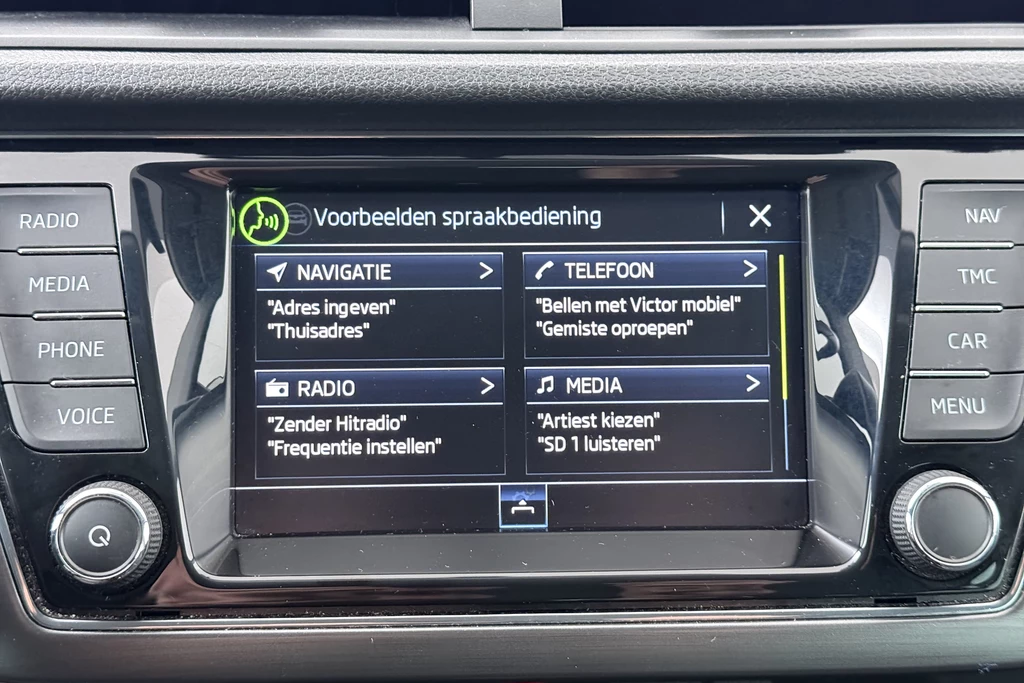 RADIO
MEDIA
PHONE
VOICE
Voorbeelden spraakbediening
NAVIGATIE
"Adres ingeven"
"Thuisadres"
TELEFOON
"Bellen met Victor mobiel"
"Gemiste oproepen"
RADIO
"Zender Hitradio"
"Frequentie instellen"
MEDIA
"Artiest kiezen"
"SD 1 luisteren"
NAV
TMC
CAR
MENU